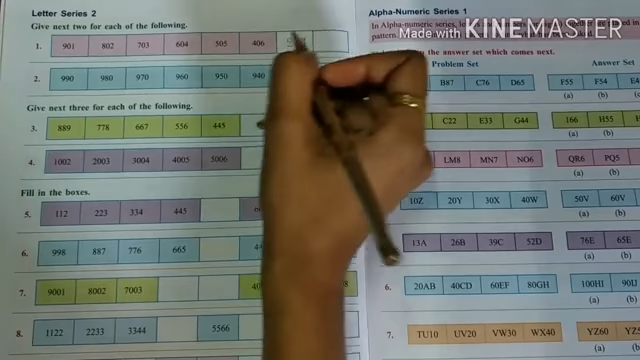 Letter Series 2
Give next two for each of the following.
1. 901 802 703 604 505 406
2. 990 980 970 960 950 940
Give next three for each of the following.
3. 889 778 667 556 445
4. 1002 2003 3004 4005 5006
Fill in the boxes.
5. 112 223 334 445
6. 998 887 776 665
7. 9001 8002 7003
8. 1122 2233 3344 5566
Alpha-Numeric Series 1
In Alpha-numeric series,
pattern
Made with KINEMASTER
the answer set which comes next.
Problem Set Answer Set
B87 C76 D65 F55 F54
(a) (b)
C22 E33 G44 166 H55
(a) (b)
LM8 MN7 NO6 QR6 PQ5
(a) (b)
10Z 20Y 30X 40W 50V 60V
(a) (b)
13A 26B 39C 52D 76E 65E
(a) (b)
6. 20AB 40CD 60EF 80GH 100HI 90IJ
(a) (b)
7. TU10 UV20 VW30 WX40 YZ60
(a)